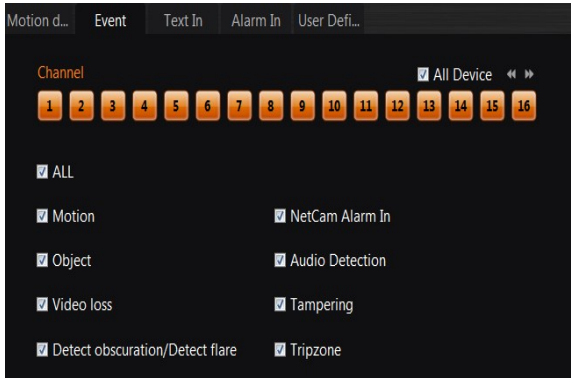 Motion d... Event Text In Alarm In User Defi...
Channel All Device
1 2 3 4 5 6 7 8 9 10 11 12 13 14 15 16
ALL
Motion NetCam Alarm In
Object Audio Detection
Video loss Tampering
Detect obscuration/Detect flare Tripzone